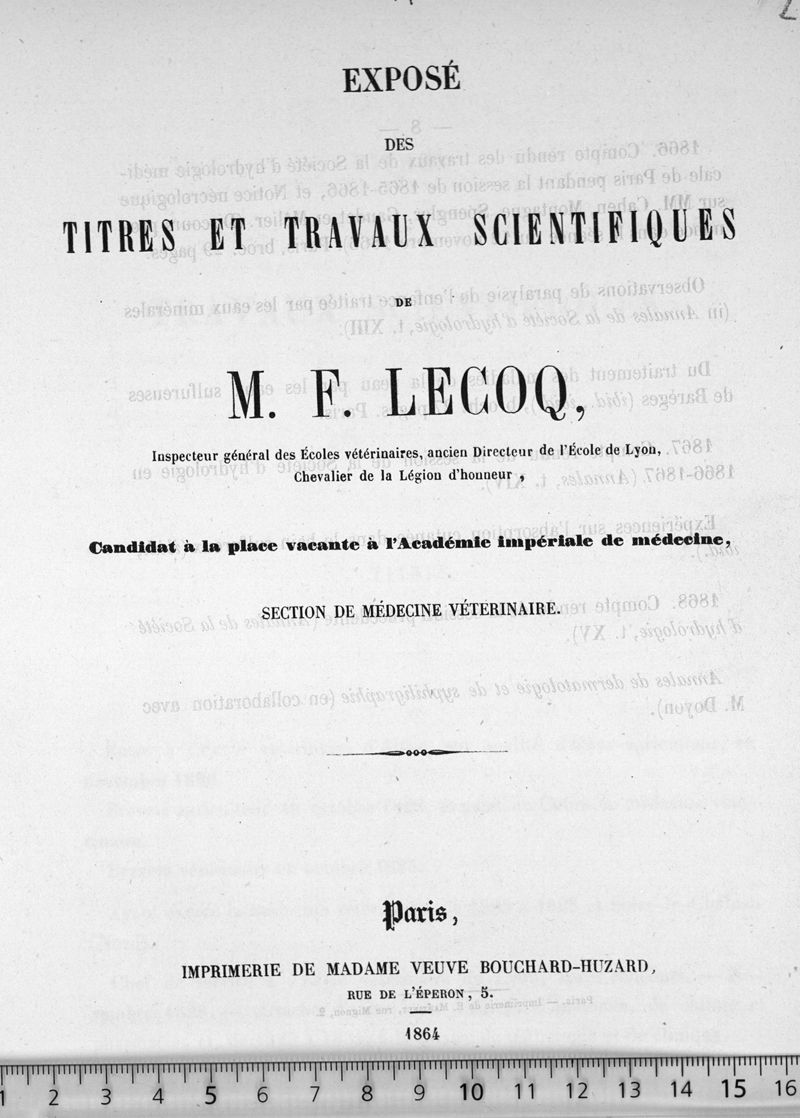 EXPOSÉ
DES
TITRES ET TRAVAUX SCIENTIFIQUES
DE
M. F. LECOQ,
Inspecteur général des Écoles vétérinaires, ancien Directeur de l'École de Lyon,
Chevalier de la Légion d'honneur,
Candidat à la place vacante à l'Académie impériale de médecine,
SECTION DE MÉDECINE VÉTERINAIRE.
Paris,
IMPRIMERIE DE MADAME VEUVE BOUCHARD-HUZARD,
RUE DE L'ÉPERON, 5.
1864
1 2 3 4 5 6 7 8 9 10 11 12 13 14 15 16